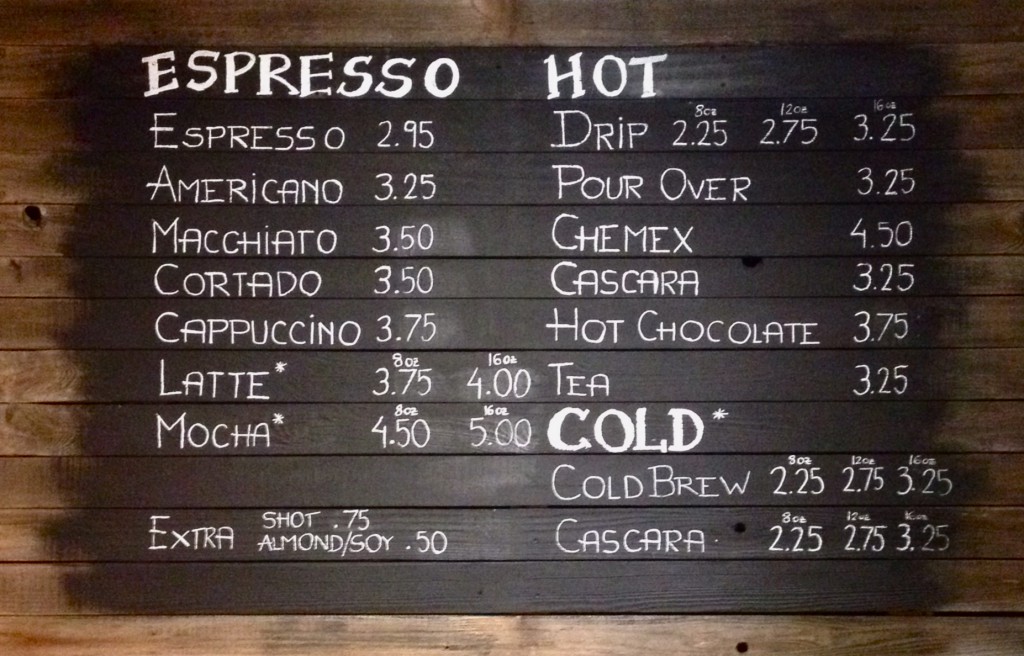 ESPRESSO
ESPRESSO 2.95
AMERICANO 3.25
MACCHIATO 3.50
CORTADO 3.50
CAPPUCCINO 3.75
8oz 16oz
LATTE* 3.75 4.00
8oz 16oz
MOCHA* 4.50 5.00
EXTRA SHOT .75
ALMOND/SOY .50
HOT
8oz 12oz 16oz
DRIP 2.25 2.75 3.25
POUR OVER 3.25
CHEMEX 4.50
CASCARA 3.25
HOT CHOCOLATE 3.75
TEA 3.25
COLD*
8oz 12oz 16oz
COLD BREW 2.25 2.75 3.25
8oz 12oz 16oz
CASCARA 2.25 2.75 3.25